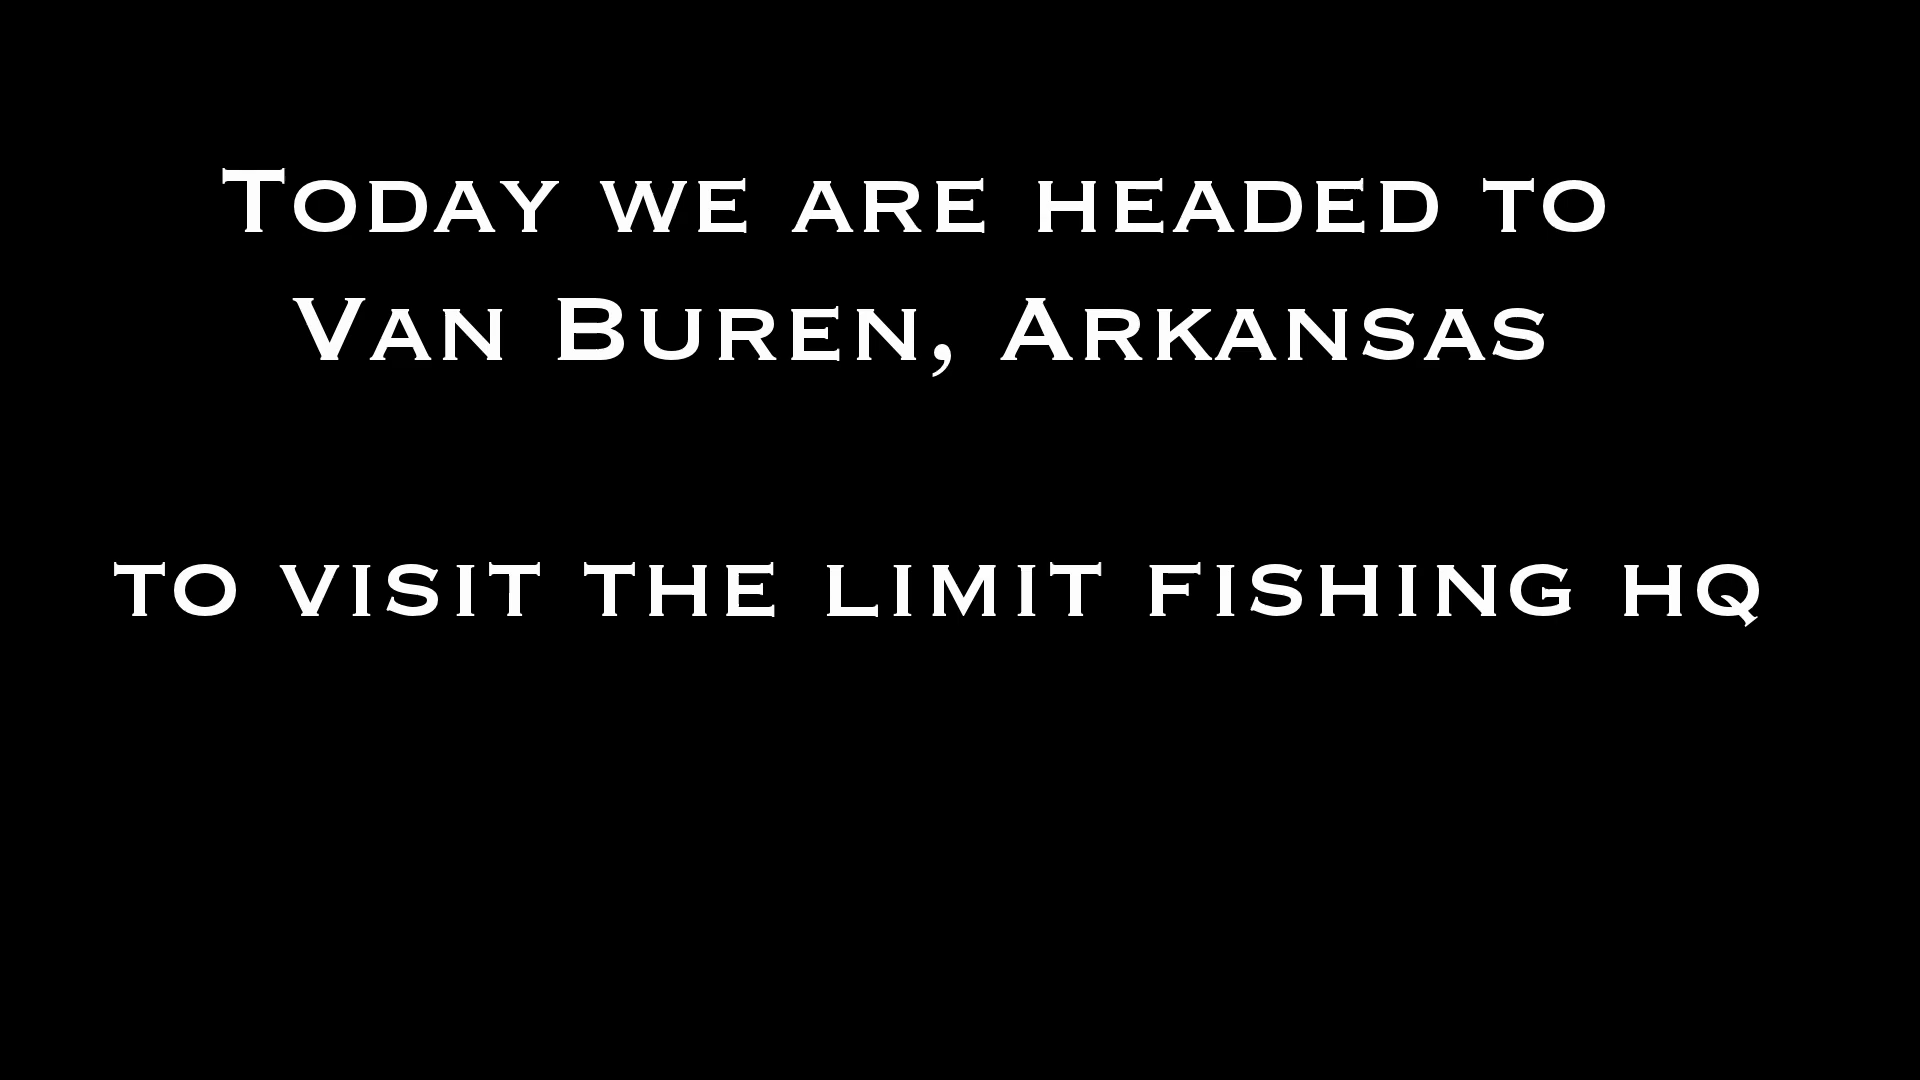 Today we are headed to
Van Buren, Arkansas
to visit the limit fishing hq